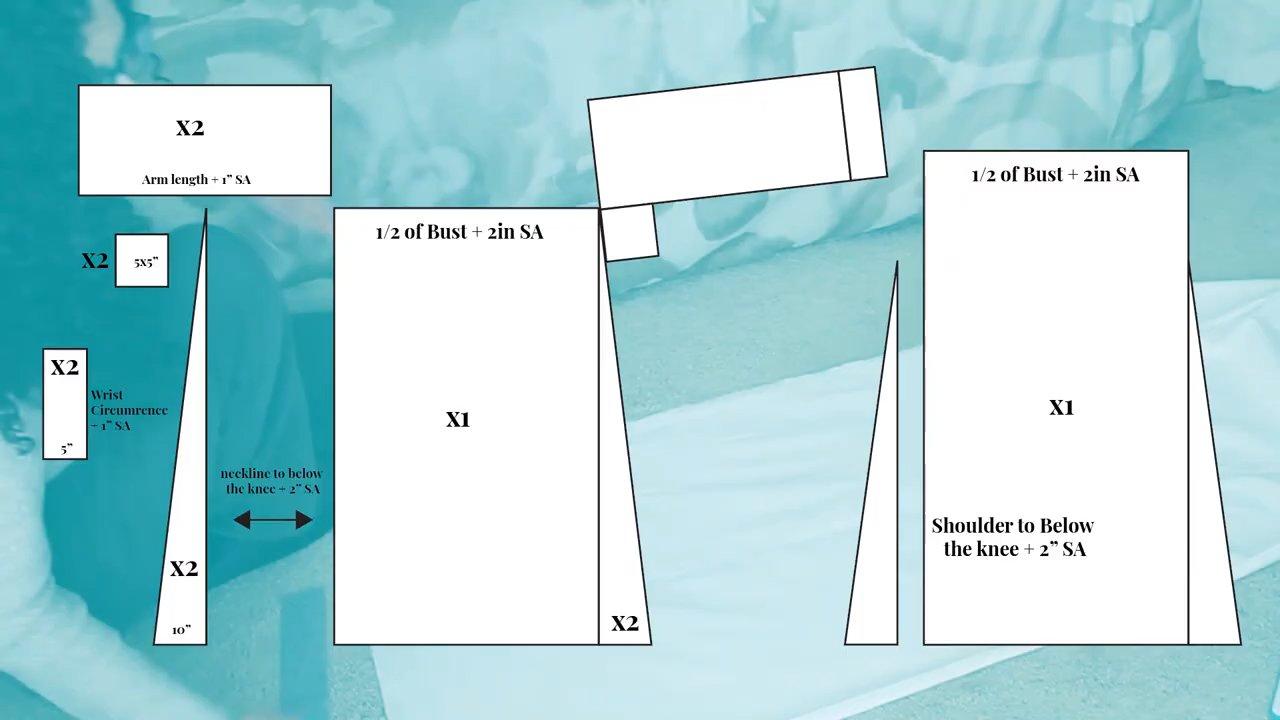 X2
Arm length + 1” SA
X2
5x5”
X2
Wrist
Circumrence
+ 1” SA
5”
X2
10”
neckline to below
the knee + 2” SA
1/2 of Bust + 2in SA
X1
X2
1/2 of Bust + 2in SA
X1
Shoulder to Below
the knee + 2” SA